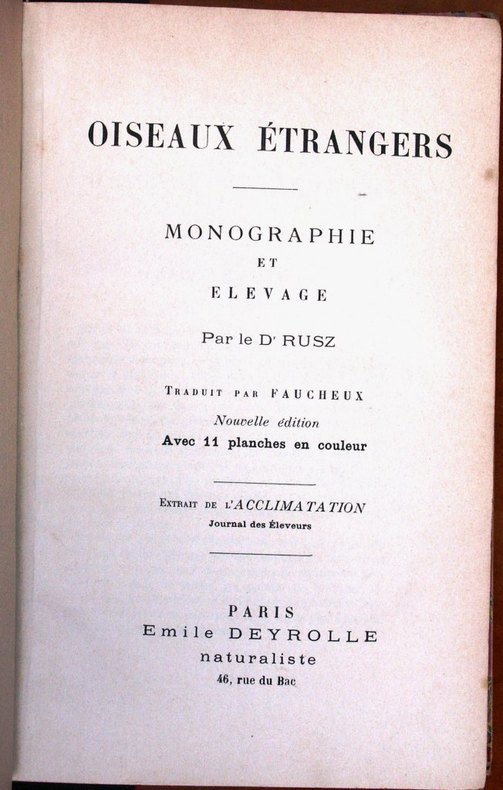 OISEAUX ÉTRANGERS
MONOGRAPHIE
ET
ELEVAGE
Par le Dr RUSZ
TRADUIT PAR FAUCHEUX
Nouvelle édition
Avec 11 planches en couleur
EXTRAIT DE L'ACCLIMATATION
Journal des Éleveurs
PARIS
Emile DEYROLLE
naturaliste
46, rue du Bac